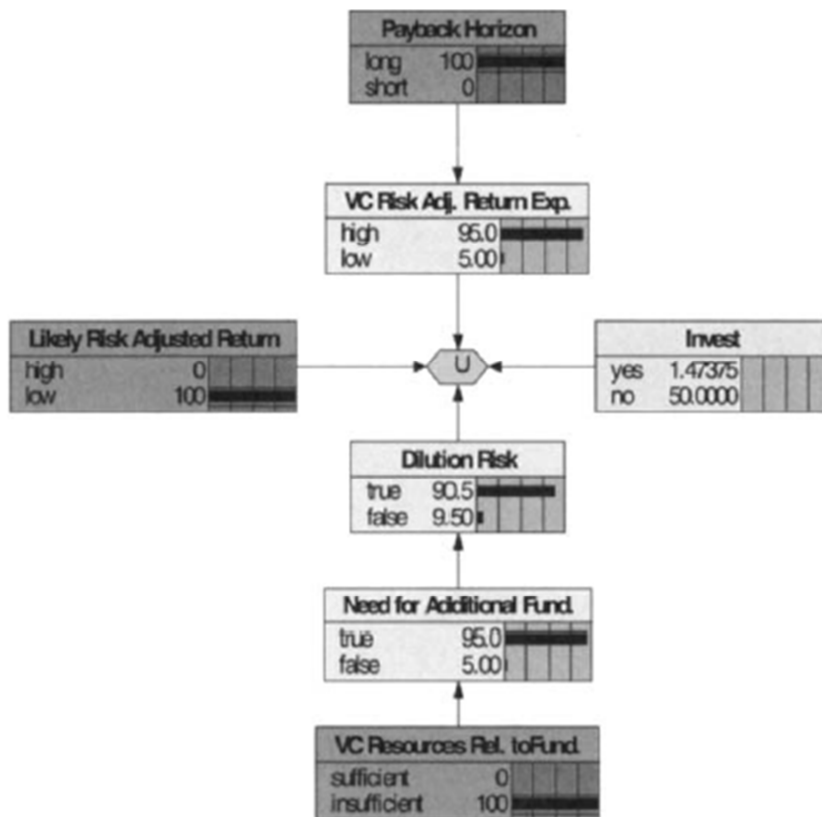 Payback Horizon
long 100
short 0
VC Risk Adj. Return Exp.
high 95.0
low 5.00
Likely Risk Adjusted Return
high 0
low 100
U
Invest
yes 1.47375
no 50.0000
Dilution Risk
true 90.5
false 9.50
Need for Additional Fund.
true 95.0
false 5.00
VC Resources Rel. toFund.
sufficient 0
insufficient 100